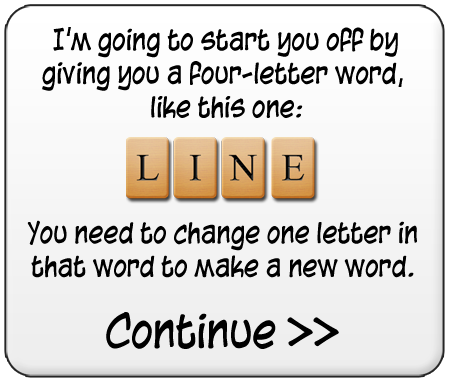 I'm going to start you off by
giving you a four-letter word,
like this one:
L I N E
You need to change one letter in
that word to make a new word.
Continue >>